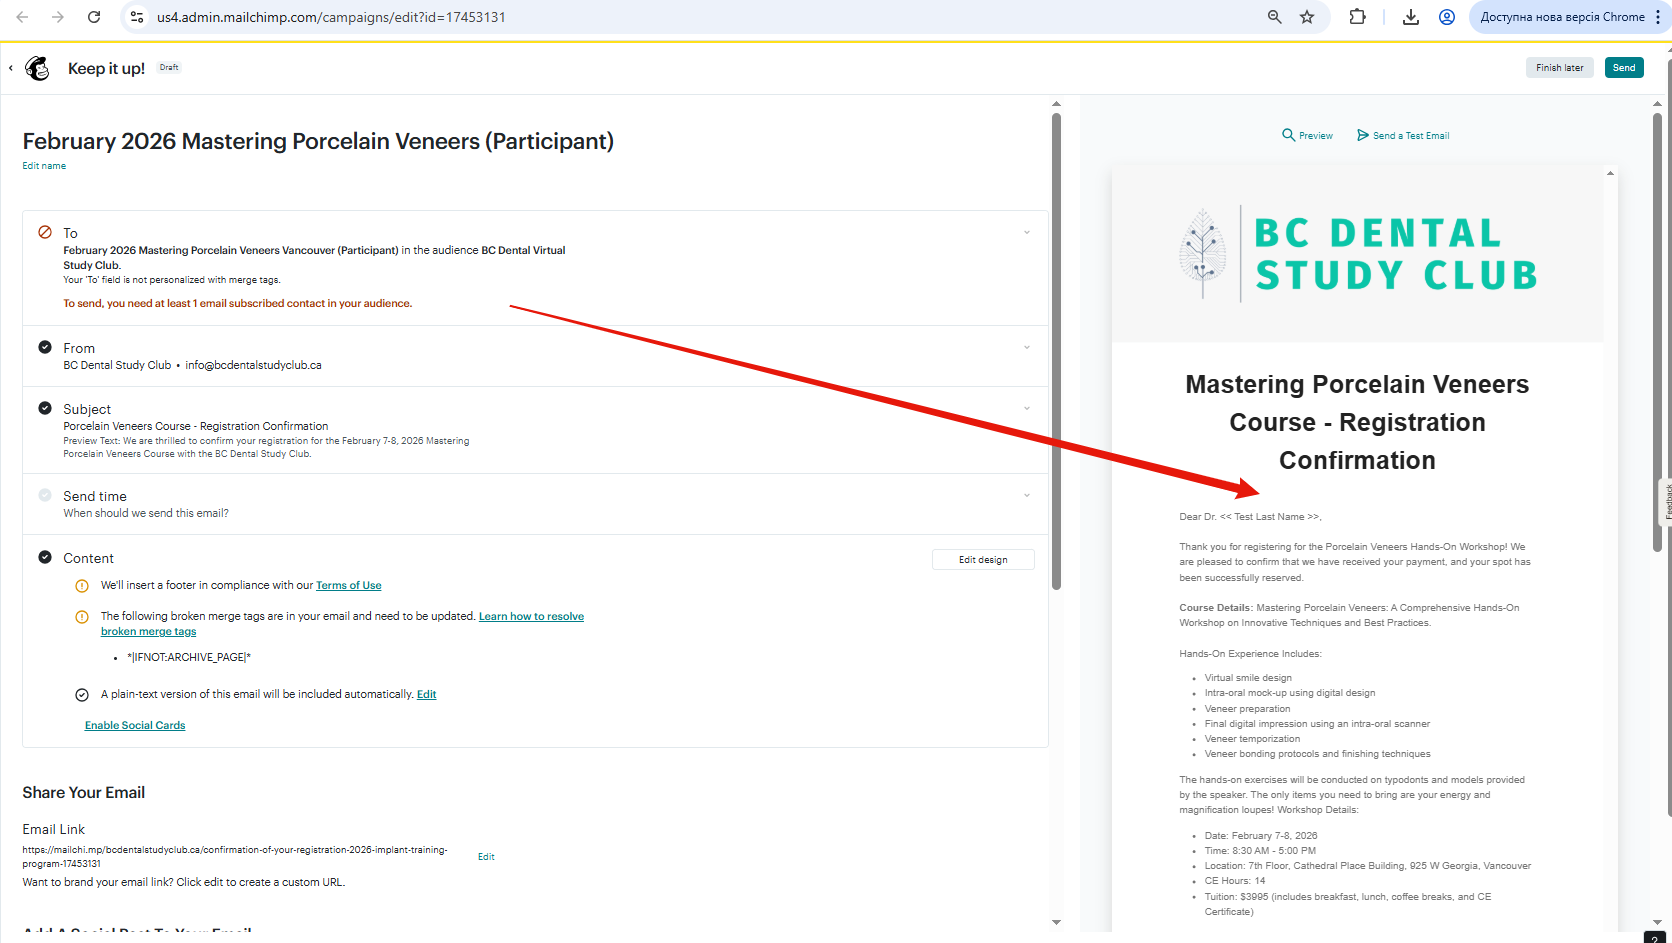 us4.admin.mailchimp.com/campaigns/edit?id=17453131
Доступна нова версія Chrome
Keep it up!
Draft
Finish later
Send
February 2026 Mastering Porcelain Veneers (Participant)
Edit name
To
February 2026 Mastering Porcelain Veneers Vancouver (Participant) in the audience BC Dental Virtual
Study Club.
Your 'To' field is not personalized with merge tags.
To send, you need at least 1 email subscribed contact in your audience.
From
BC Dental Study Club • info@bcdentalstudyclub.ca
Subject
Porcelain Veneers Course - Registration Confirmation
Preview Text: We are thrilled to confirm your registration for the February 7-8, 2026 Mastering
Porcelain Veneers Course with the BC Dental Study Club.
Send time
When should we send this email?
Content
Edit design
We'll insert a footer in compliance with our Terms of Use
The following broken merge tags are in your email and need to be updated. Learn how to resolve
broken merge tags
• *|IFNOT:ARCHIVE_PAGE|*
A plain-text version of this email will be included automatically. Edit
Enable Social Cards
Share Your Email
Email Link
https://mailchi.mp/bcdentalstudyclub.ca/confirmation-of-your-registration-2026-implant-training-
program-17453131
Edit
Want to brand your email link? Click edit to create a custom URL.
Add A Social Post To Your Email
Preview
Send a Test Email
BC DENTAL
STUDY CLUB
Mastering Porcelain Veneers
Course - Registration
Confirmation
Dear Dr. << Test Last Name >>,
Thank you for registering for the Porcelain Veneers Hands-On Workshop! We
are pleased to confirm that we have received your payment, and your spot has
been successfully reserved.
Course Details: Mastering Porcelain Veneers: A Comprehensive Hands-On
Workshop on Innovative Techniques and Best Practices.
Hands-On Experience Includes:
• Virtual smile design
• Intra-oral mock-up using digital design
• Veneer preparation
• Final digital impression using an intra-oral scanner
• Veneer temporization
• Veneer bonding protocols and finishing techniques
The hands-on exercises will be conducted on typodonts and models provided
by the speaker. The only items you need to bring are your energy and
magnification loupes! Workshop Details:
• Date: February 7-8, 2026
• Time: 8:30 AM - 5:00 PM
• Location: 7th Floor, Cathedral Place Building, 925 W Georgia, Vancouver
• CE Hours: 14
• Tuition: $3995 (includes breakfast, lunch, coffee breaks, and CE
Certificate)
Feedback
?